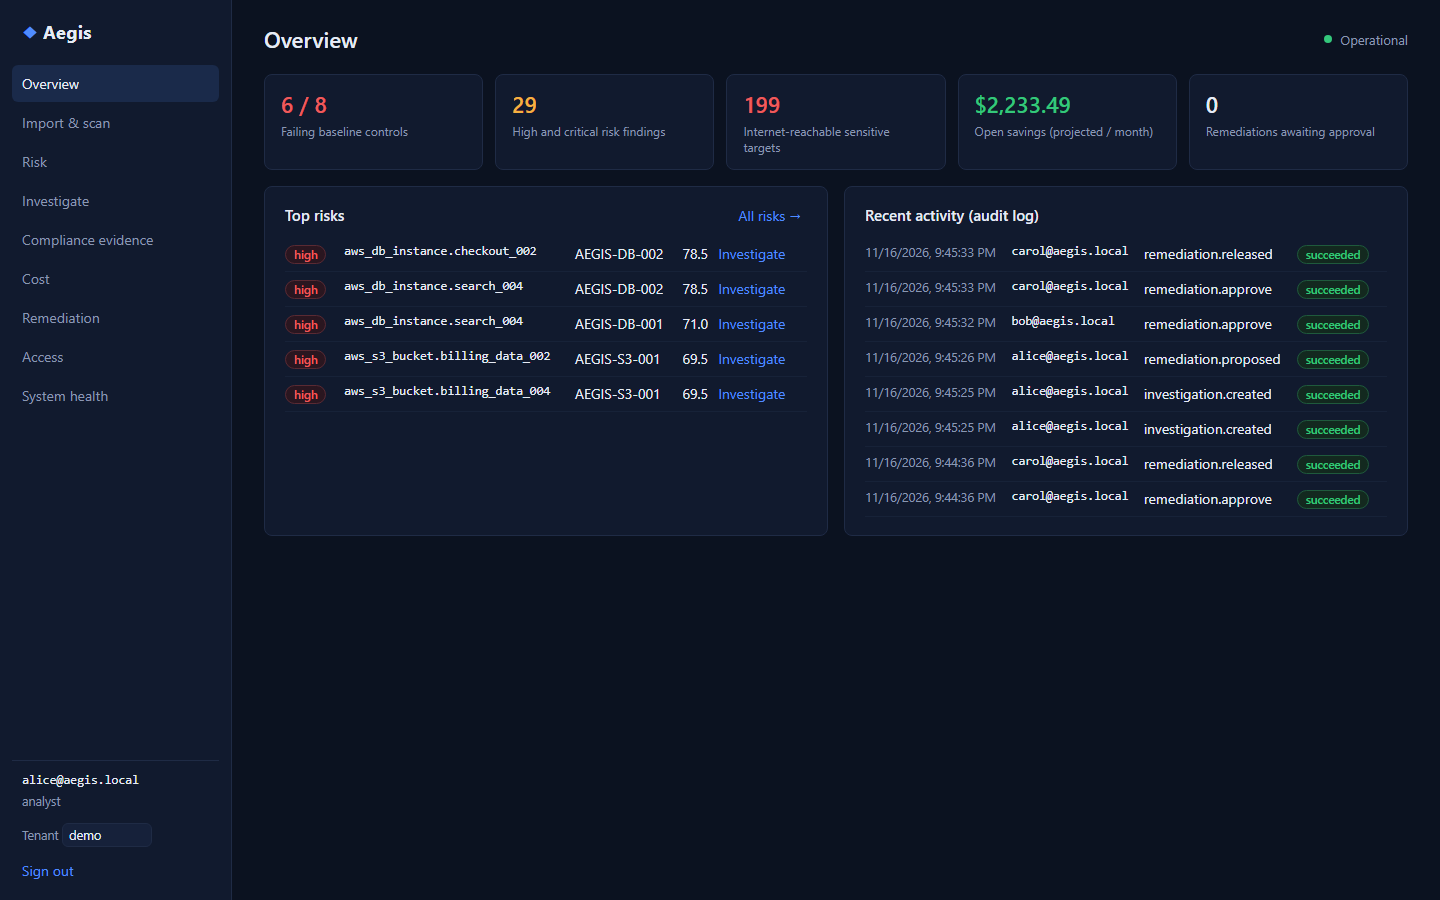 Aegis
Overview
Import & scan
Risk
Investigate
Compliance evidence
Cost
Remediation
Access
System health
alice@aegis.local
analyst
Tenant demo
Sign out
Overview
Operational
6 / 8
Failing baseline controls
29
High and critical risk findings
199
Internet-reachable sensitive
targets
$2,233.49
Open savings (projected / month)
0
Remediations awaiting approval
Top risks
All risks →
high aws_db_instance.checkout_002 AEGIS-DB-002 78.5 Investigate
high aws_db_instance.search_004 AEGIS-DB-002 78.5 Investigate
high aws_db_instance.search_004 AEGIS-DB-001 71.0 Investigate
high aws_s3_bucket.billing_data_002 AEGIS-S3-001 69.5 Investigate
high aws_s3_bucket.billing_data_004 AEGIS-S3-001 69.5 Investigate
Recent activity (audit log)
11/16/2026, 9:45:33 PM carol@aegis.local remediation.released succeeded
11/16/2026, 9:45:33 PM carol@aegis.local remediation.approve succeeded
11/16/2026, 9:45:32 PM bob@aegis.local remediation.approve succeeded
11/16/2026, 9:45:26 PM alice@aegis.local remediation.proposed succeeded
11/16/2026, 9:45:25 PM alice@aegis.local investigation.created succeeded
11/16/2026, 9:45:25 PM alice@aegis.local investigation.created succeeded
11/16/2026, 9:44:36 PM carol@aegis.local remediation.released succeeded
11/16/2026, 9:44:36 PM carol@aegis.local remediation.approve succeeded